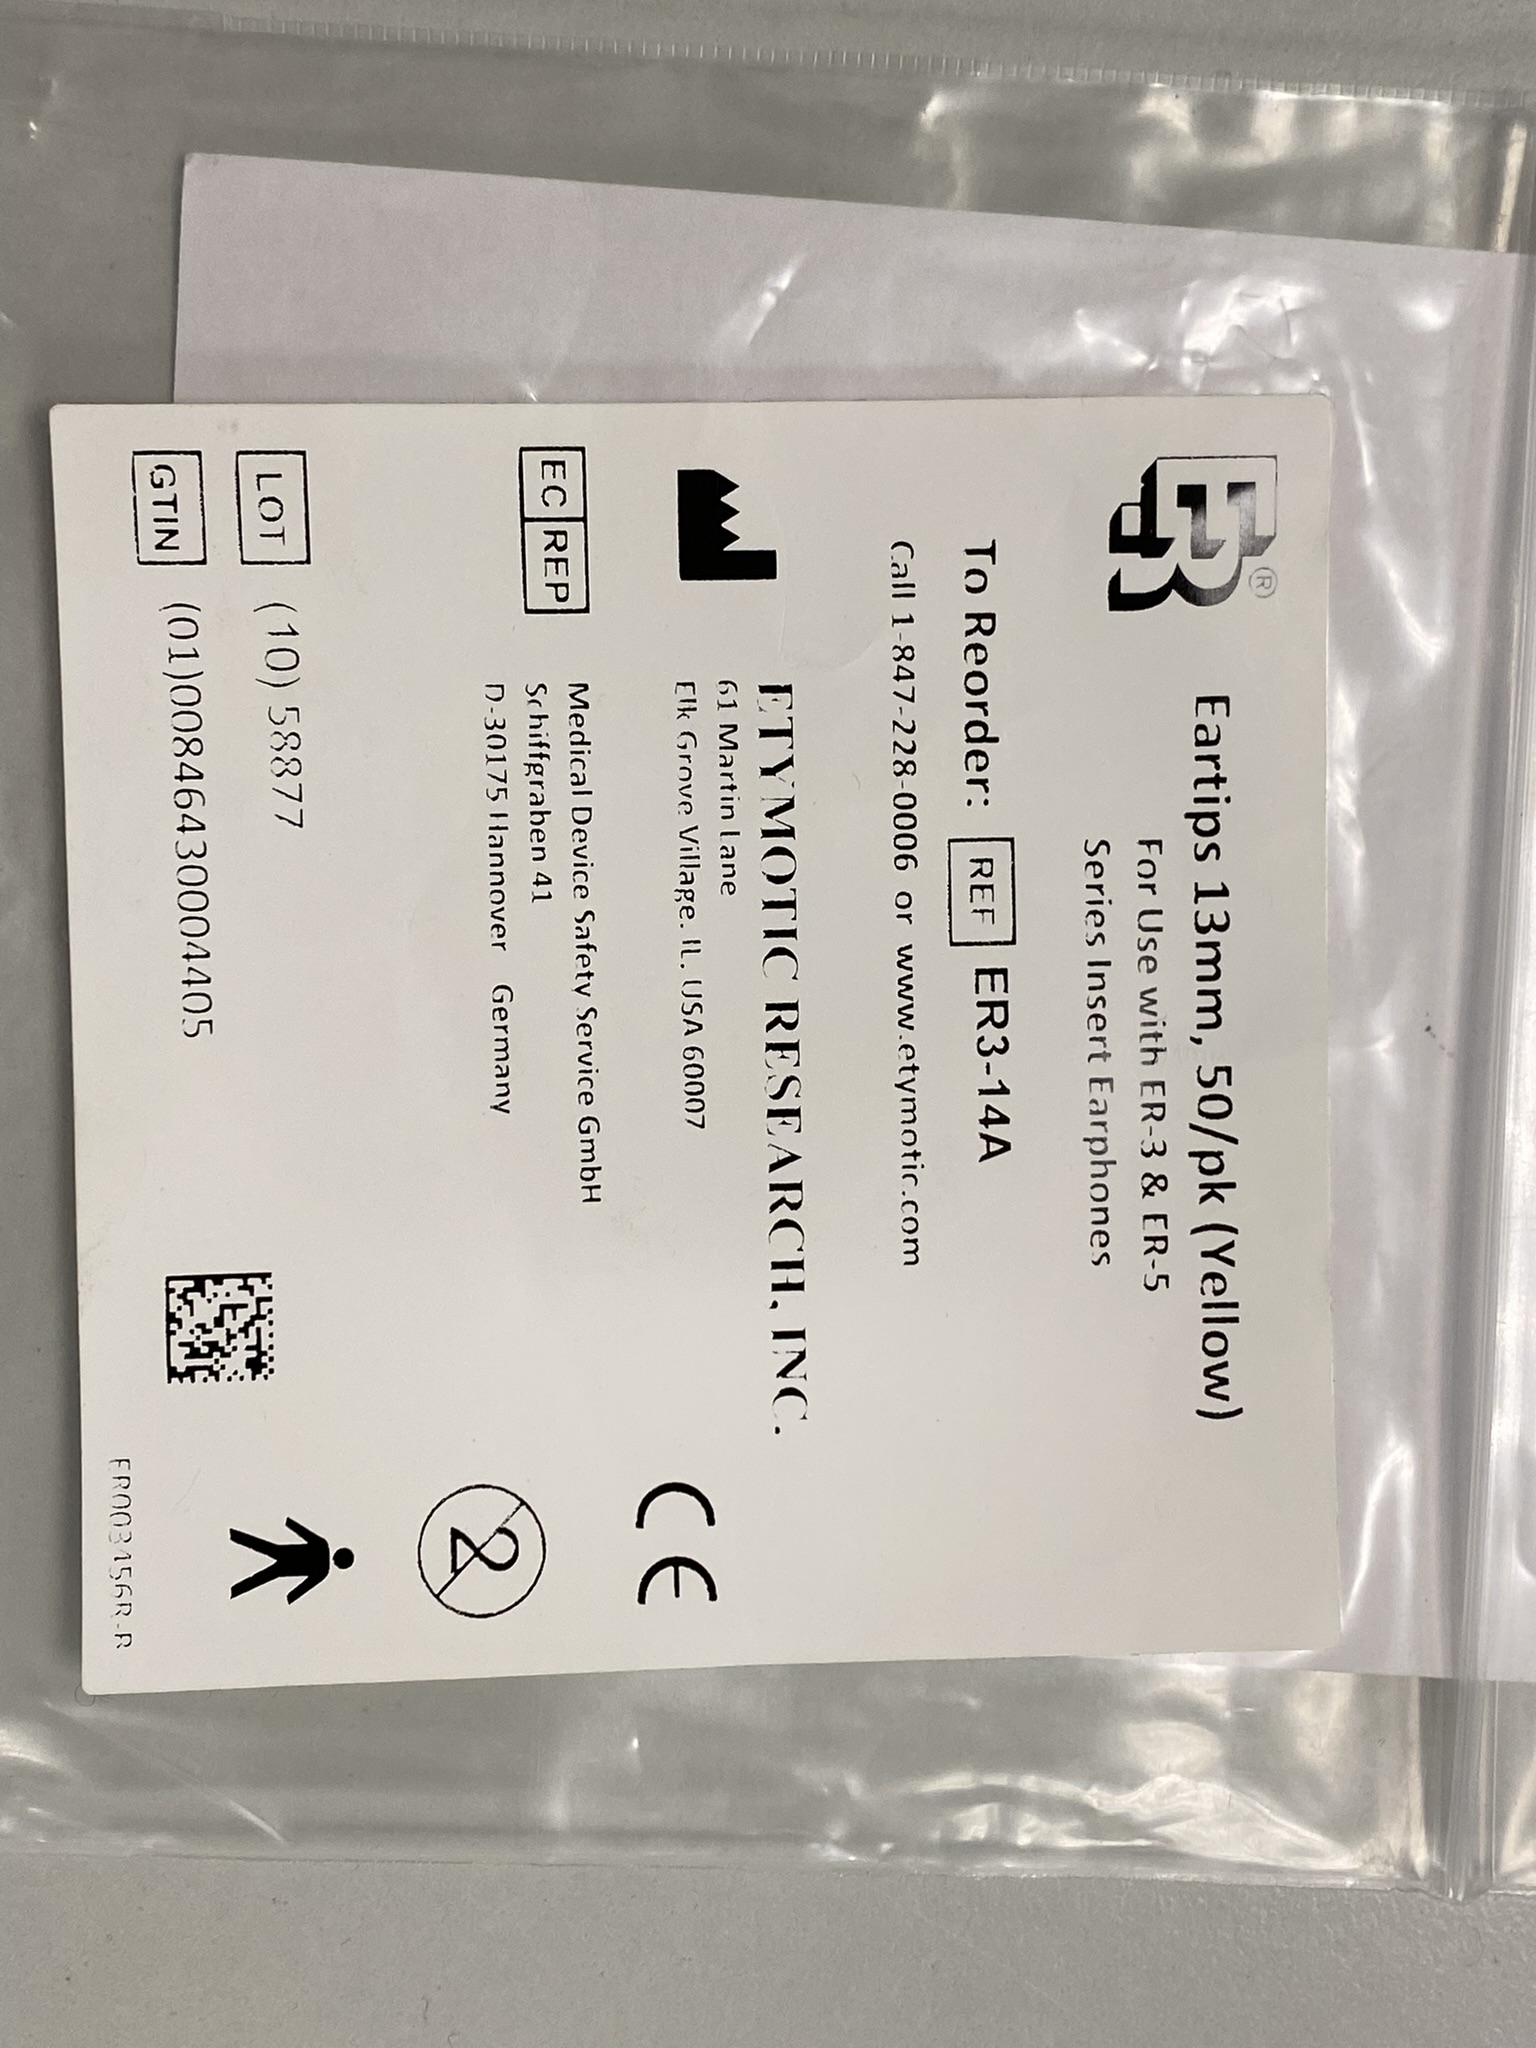 ER®
Eartips 13mm, 50/pk (Yellow)
For Use with ER-3 & ER-5
Series Insert Earphones
To Reorder: REF ER3-14A
Call 1-847-228-0006 or www.etymotic.com
ETYMOTIC RESEARCH, INC.
61 Martin Lane
Elk Grove Village, IL, USA 60007
CE
EC REP
Medical Device Safety Service GmbH
Schiffgraben 41
D-30175 Hannover Germany
2
LOT (10) 58877
GTIN (01)00846430004405
ER003456R-B